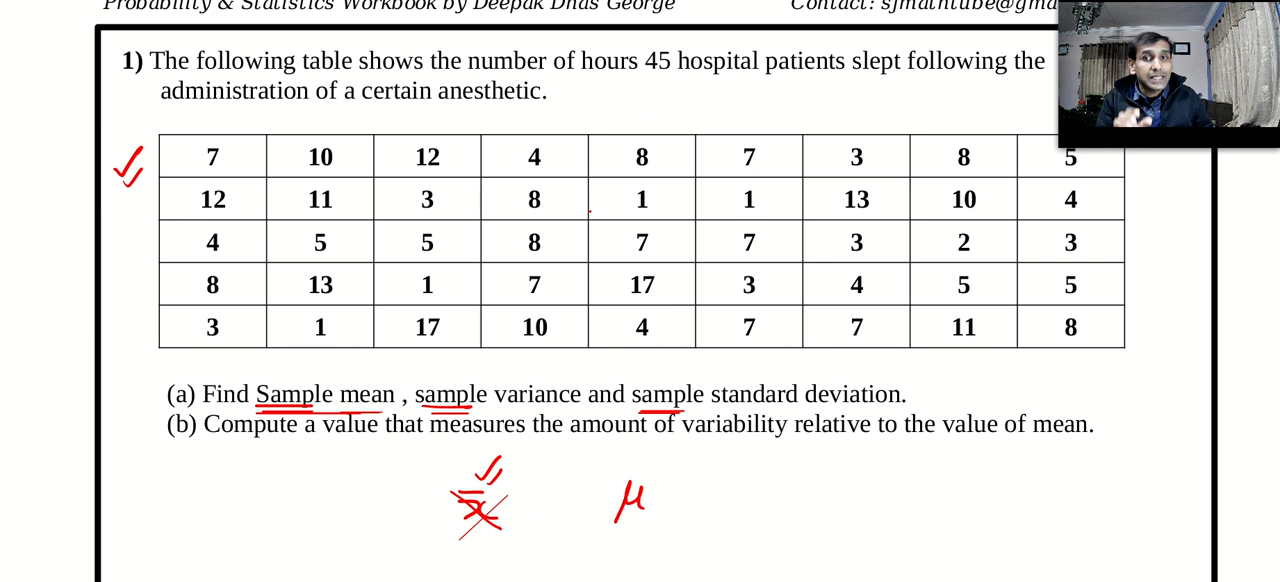 Probability & Statistics Workbook by Deepak Dhas George Contact: sjmathtube@gma
1) The following table shows the number of hours 45 hospital patients slept following the
administration of a certain anesthetic.
7 10 12 4 8 7 3 8 5
12 11 3 8 1 1 13 10 4
4 5 5 8 7 7 3 2 3
8 13 1 7 17 3 4 5 5
3 1 17 10 4 7 7 11 8
(a) Find Sample mean , sample variance and sample standard deviation.
(b) Compute a value that measures the amount of variability relative to the value of mean.
x̄ μ